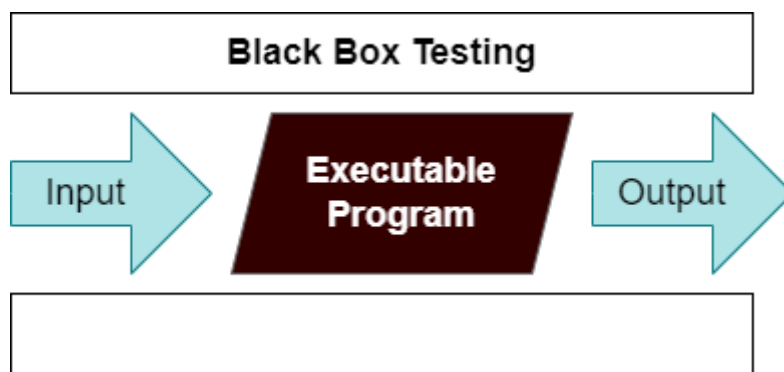 Black Box Testing
Input
Executable
Program
Output